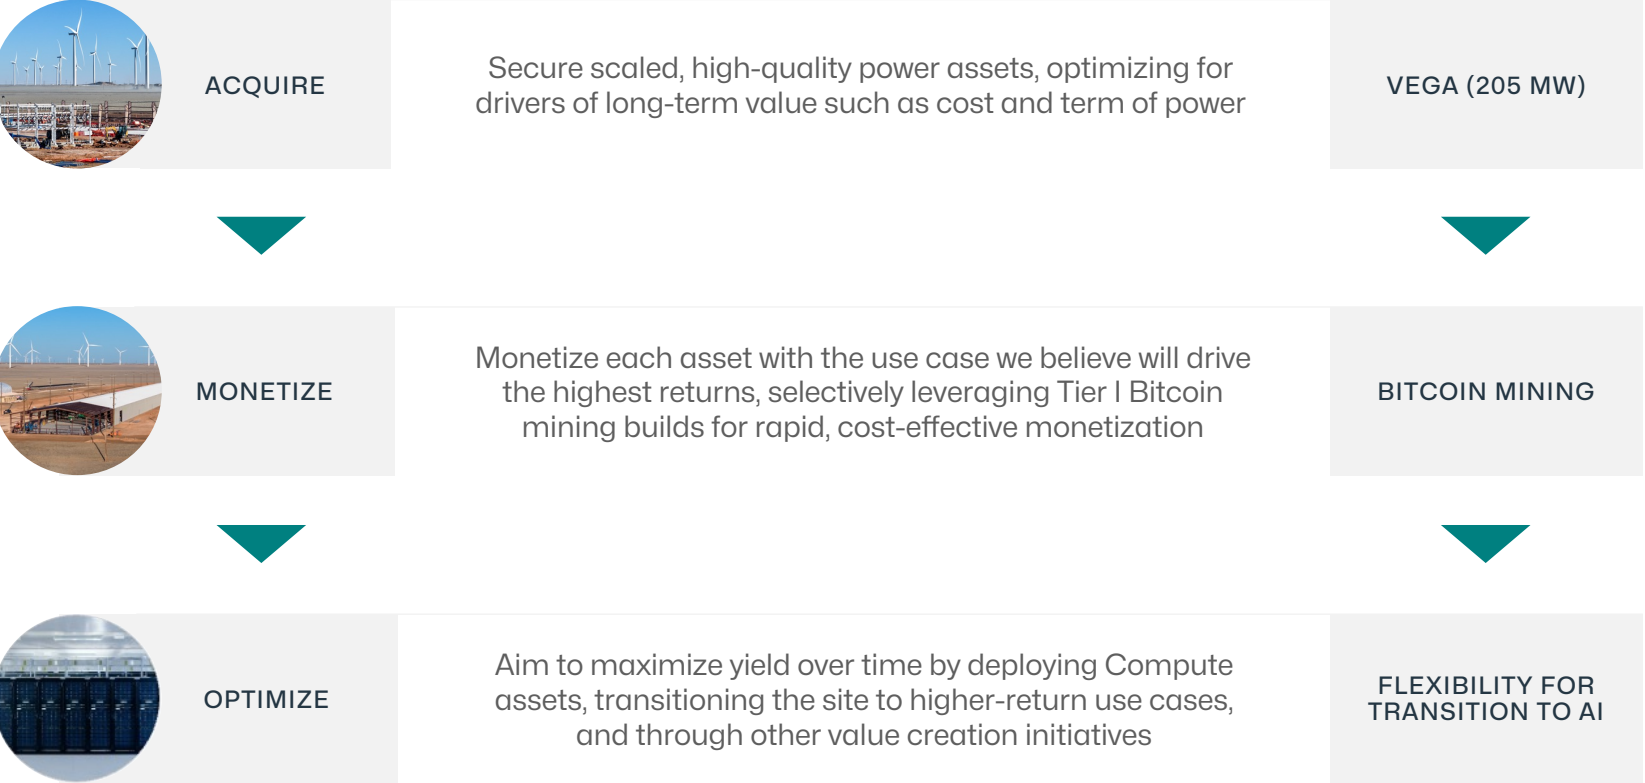 ACQUIRE
Secure scaled, high-quality power assets, optimizing for
drivers of long-term value such as cost and term of power
VEGA (205 MW)
MONETIZE
Monetize each asset with the use case we believe will drive
the highest returns, selectively leveraging Tier I Bitcoin
mining builds for rapid, cost-effective monetization
BITCOIN MINING
OPTIMIZE
Aim to maximize yield over time by deploying Compute
assets, transitioning the site to higher-return use cases,
and through other value creation initiatives
FLEXIBILITY FOR
TRANSITION TO AI